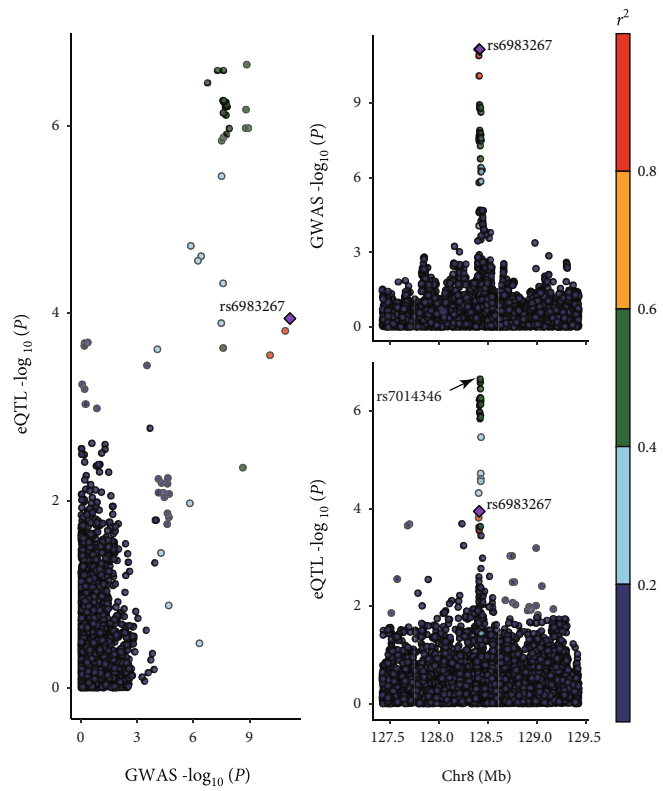 6
4
2
0
eQTL -log10 (P)
rs6983267
0 3 6 9
GWAS -log10 (P)
9
6
3
0
GWAS -log10 (P)
rs6983267
6
4
2
0
eQTL -log10 (P)
rs7014346
rs6983267
127.5 128.0 128.5 129.0 129.5
Chr8 (Mb)
r2
0.8
0.6
0.4
0.2